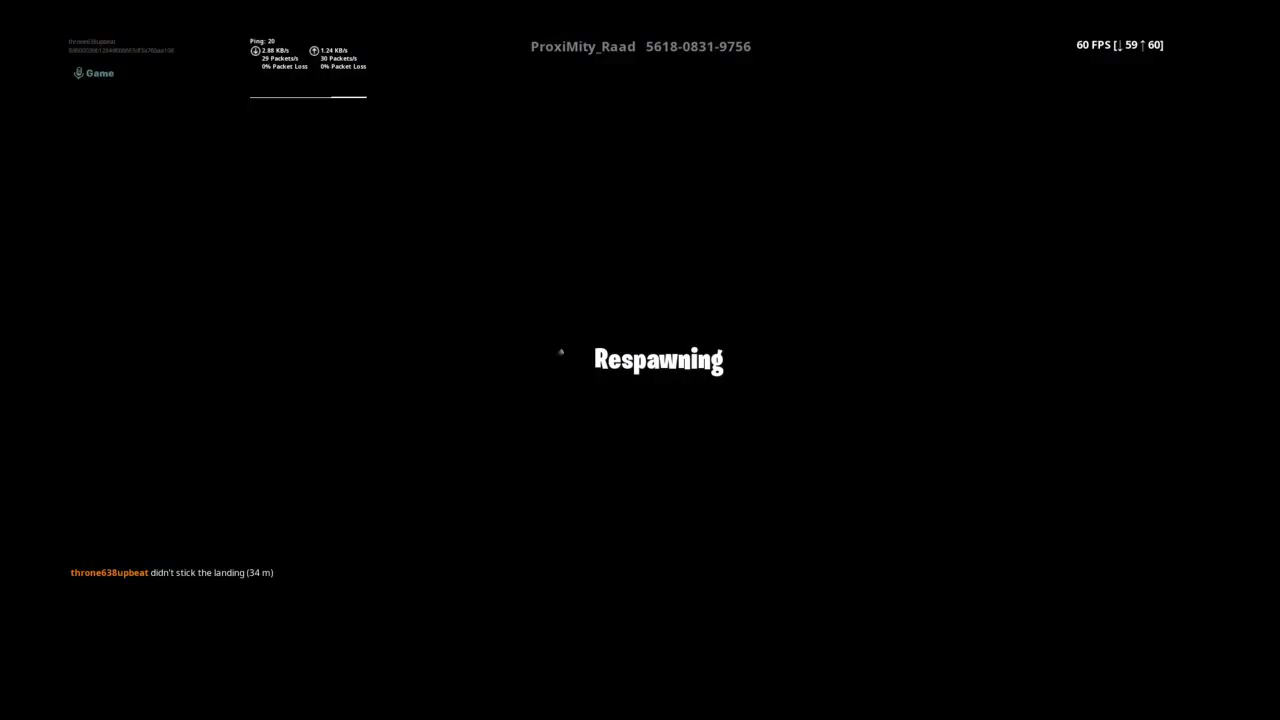 throne638upbeat
Game
Ping: 20
2.88 KB/s 1.24 KB/s
29 Packets/s 30 Packets/s
0% Packet Loss 0% Packet Loss
ProxiMity_Raad 5618-0831-9756
60 FPS [↓ 59 ↑ 60]
Respawning
throne638upbeat didn't stick the landing (34 m)